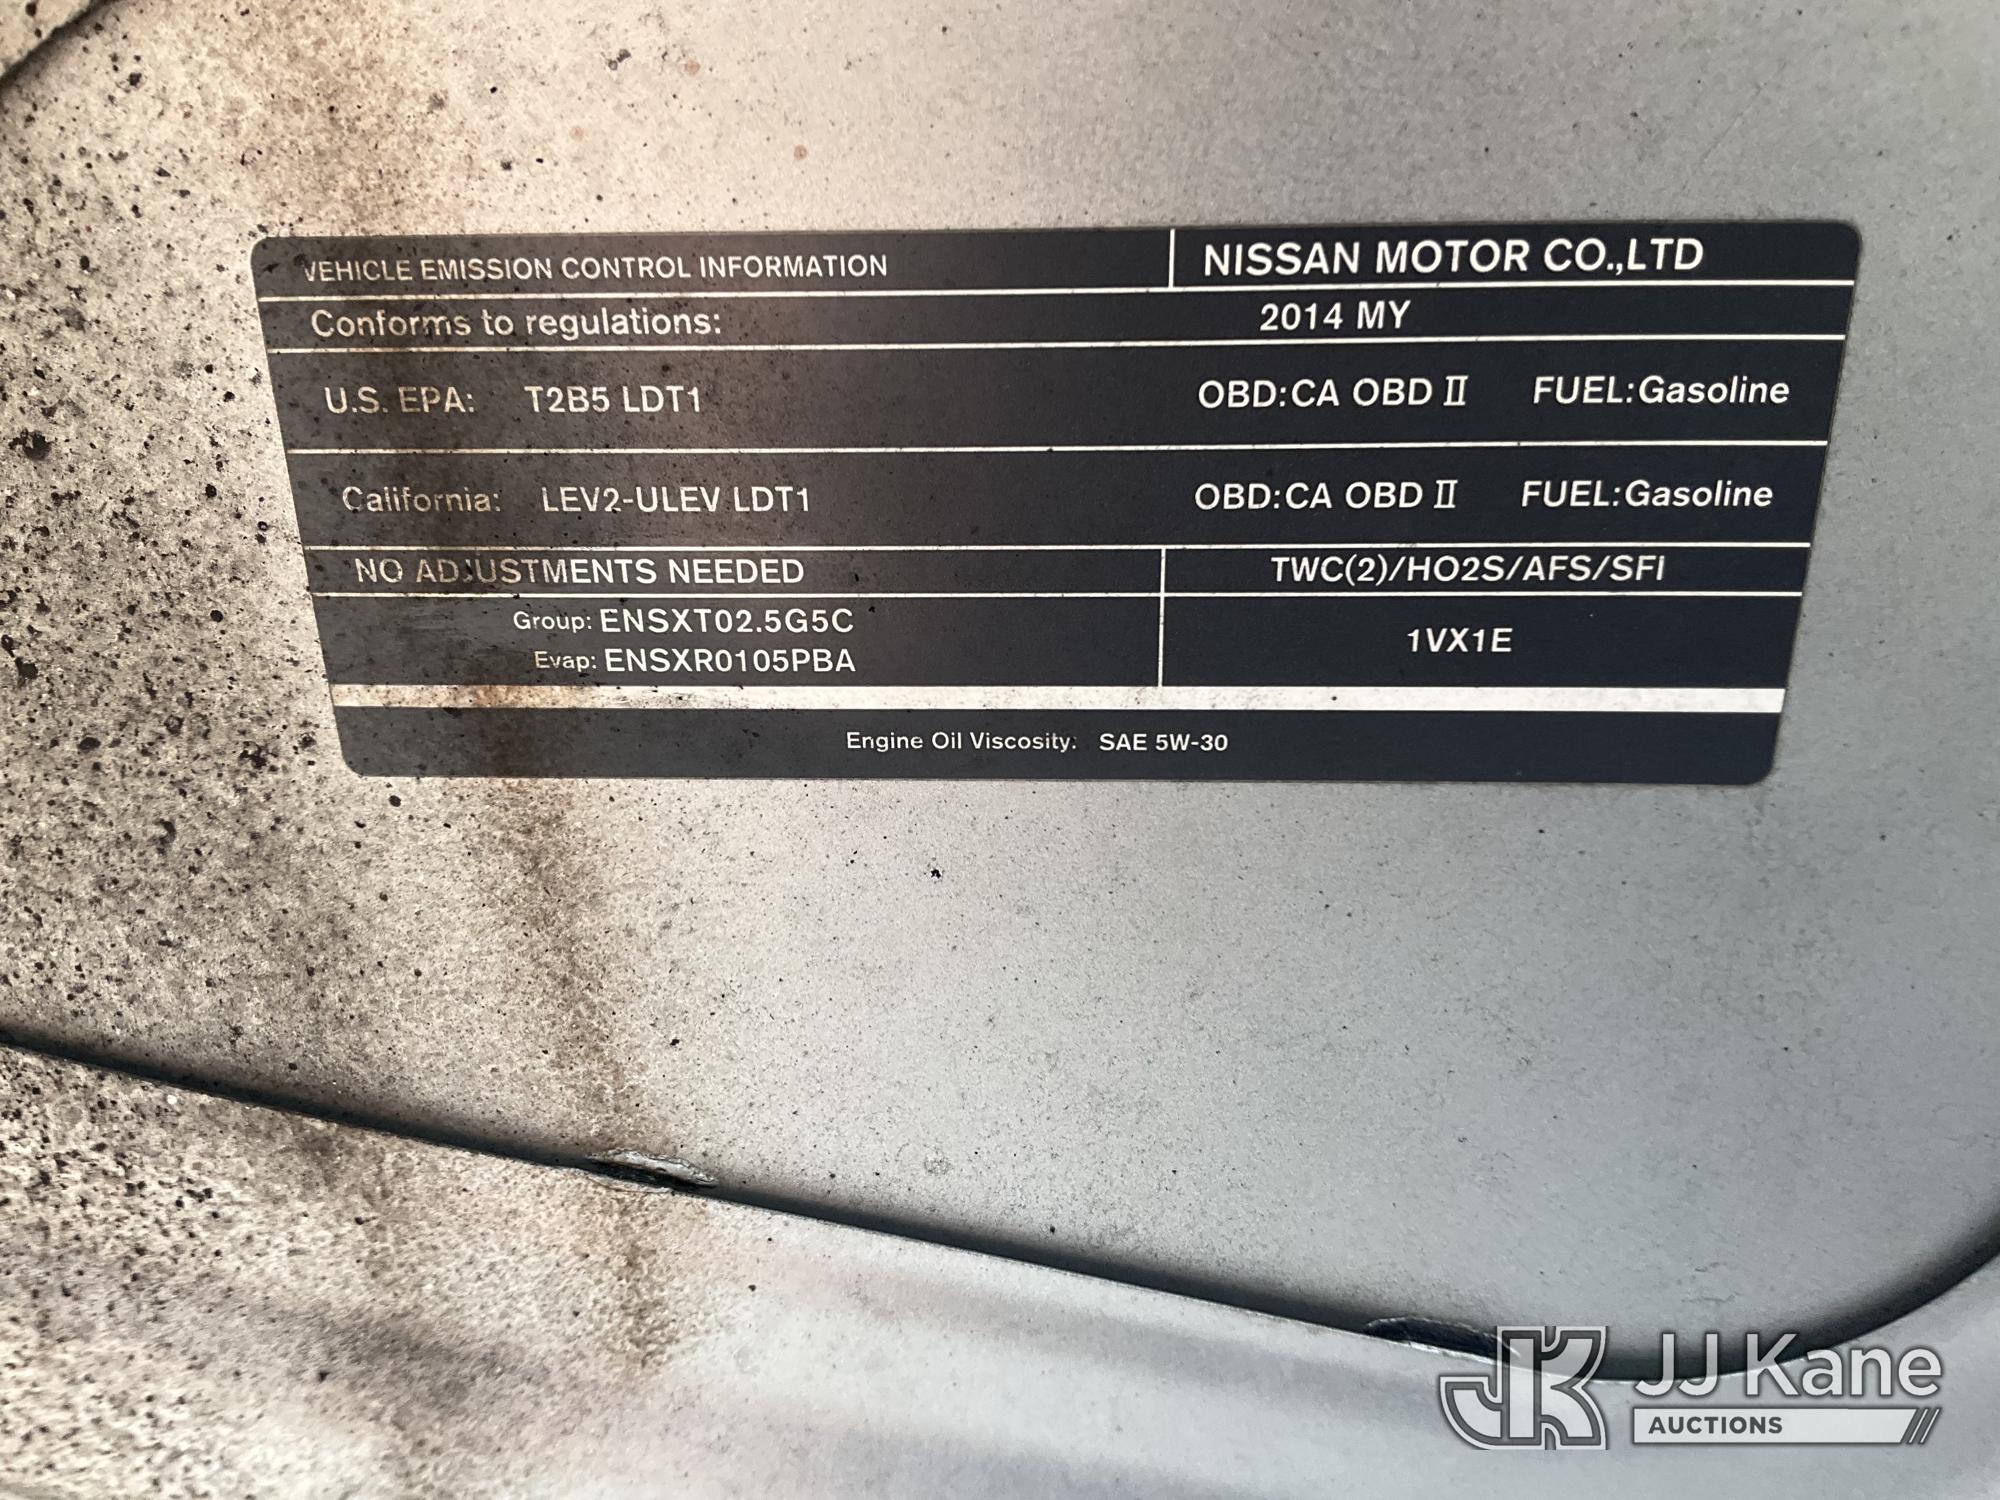 VEHICLE EMISSION CONTROL INFORMATION NISSAN MOTOR CO.,LTD
Conforms to regulations: 2014 MY
U.S. EPA: T2B5 LDT1 OBD:CA OBD II FUEL:Gasoline
California: LEV2-ULEV LDT1 OBD:CA OBD II FUEL:Gasoline
NO ADJUSTMENTS NEEDED TWC(2)/HO2S/AFS/SFI
Group: ENSXT02.5G5C
Evap: ENSXR0105PBA
1VX1E
Engine Oil Viscosity: SAE 5W-30
JK JJ Kane
AUCTIONS